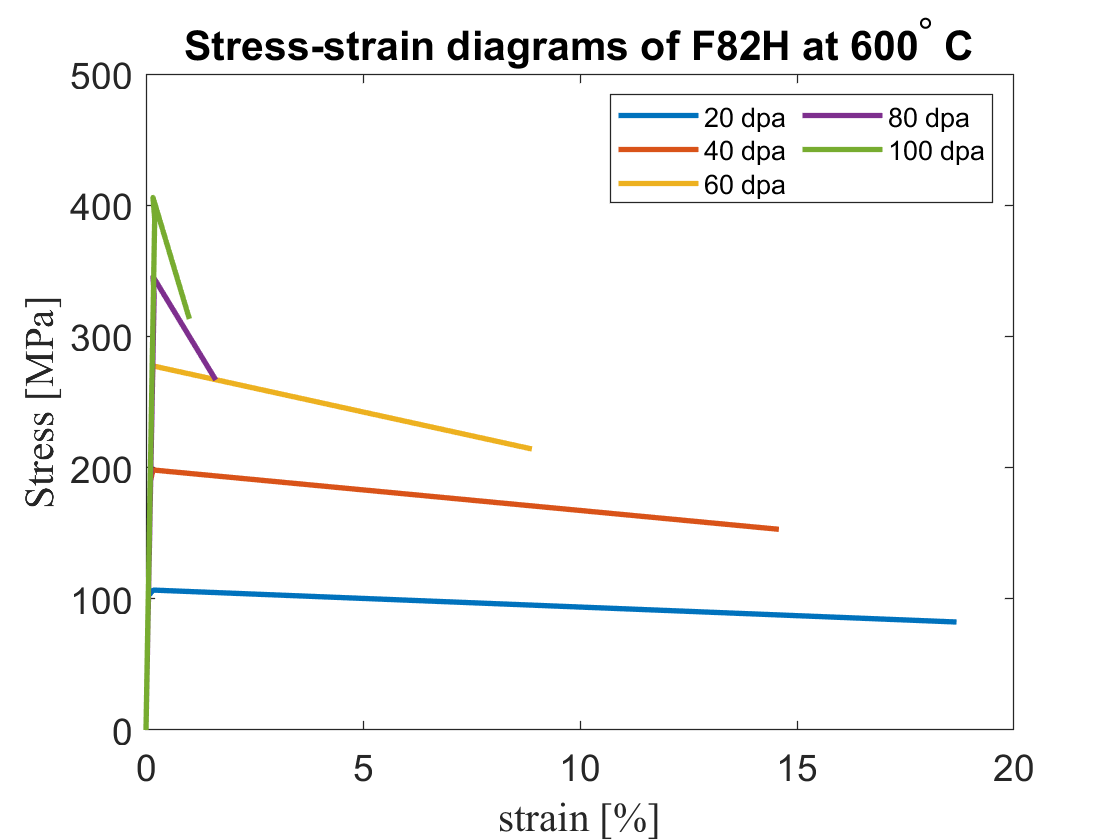 Stress-strain diagrams of F82H at 600° C
500
400
300
200
100
0
Stress [MPa]
20 dpa
40 dpa
60 dpa
80 dpa
100 dpa
0 5 10 15 20
strain [%]